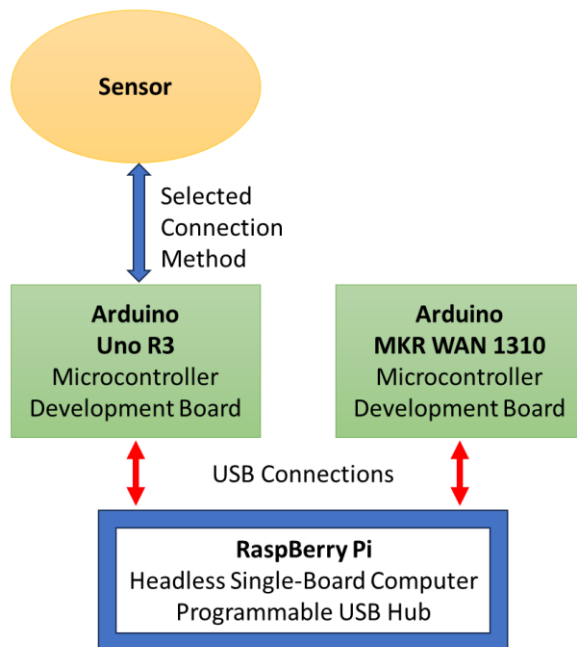 Sensor
Selected
Connection
Method
Arduino
Uno R3
Microcontroller
Development Board
Arduino
MKR WAN 1310
Microcontroller
Development Board
USB Connections
RaspBerry Pi
Headless Single-Board Computer
Programmable USB Hub